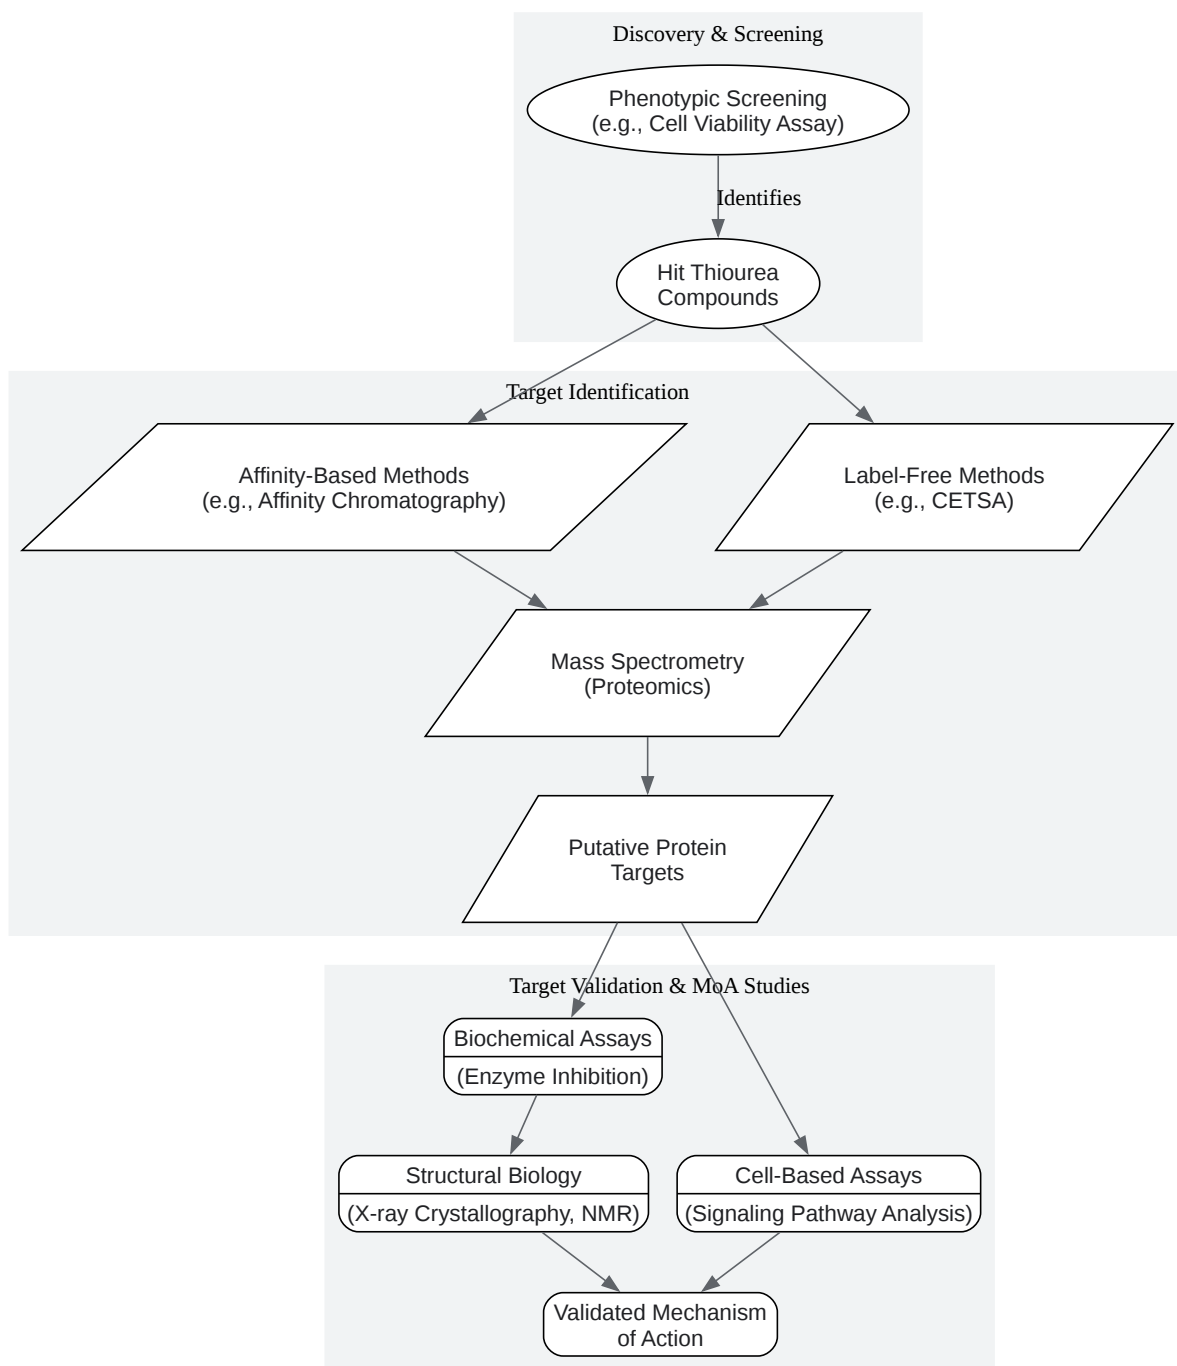 Discovery & Screening
Phenotypic Screening
(e.g., Cell Viability Assay)
Identifies
Hit Thiourea
Compounds
Target Identification
Affinity-Based Methods
(e.g., Affinity Chromatography)
Label-Free Methods
(e.g., CETSA)
Mass Spectrometry
(Proteomics)
Putative Protein
Targets
Target Validation & MoA Studies
Biochemical Assays
(Enzyme Inhibition)
Structural Biology
(X-ray Crystallography, NMR)
Cell-Based Assays
(Signaling Pathway Analysis)
Validated Mechanism
of Action